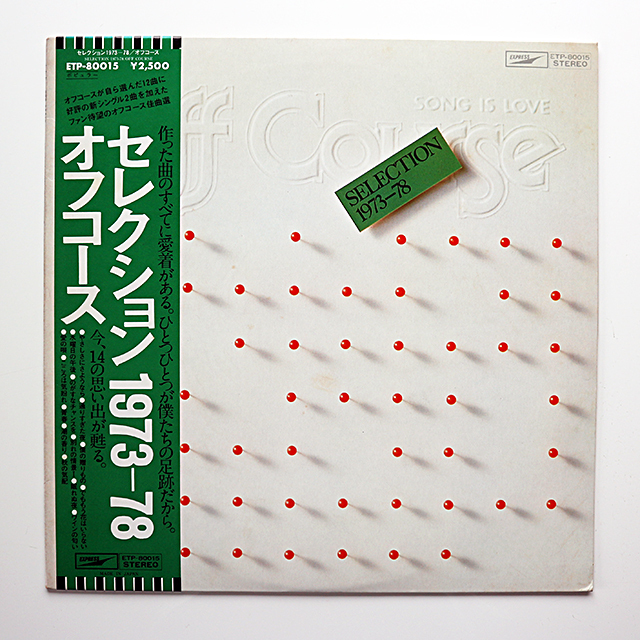 セレクション1973-78/オフコース
SELECTION 1973-78/OFF COURSE
ETP-80015 ¥2,500
ポピュラー
オフコースが自ら選んだ12曲に
好評の新シングル2曲を加えた
ファン待望のオフコース佳曲選
作った曲のすべてに愛着がある。ひとつひとつが僕たちの足跡だから。
今、14の思い出が甦る。
セレクション1973-78
オフコース
EXPRESS
ETP-80015
STEREO
EXPRESS
ETP-80015
STEREO
SONG IS LOVE
Off Course
SELECTION
1973-78